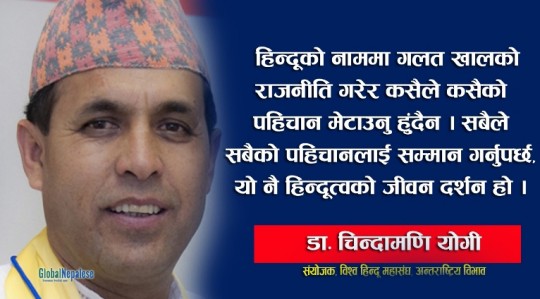 हिन्दूको नाममा गलत खालको
राजनीति गरेर कसैले कसैको
पहिचान मेटाउनु हुंदैन । सबैले
सबैको पहिचानलाई सम्मान गर्नुपर्छ,
यो नै हिन्दूत्वको जीवन दर्शन हो ।
डा. चिन्तामणि योगी
संयोजक, विश्व हिन्दु महासंघ, अन्तराष्ट्रिय विभाग
GlobalNepalese